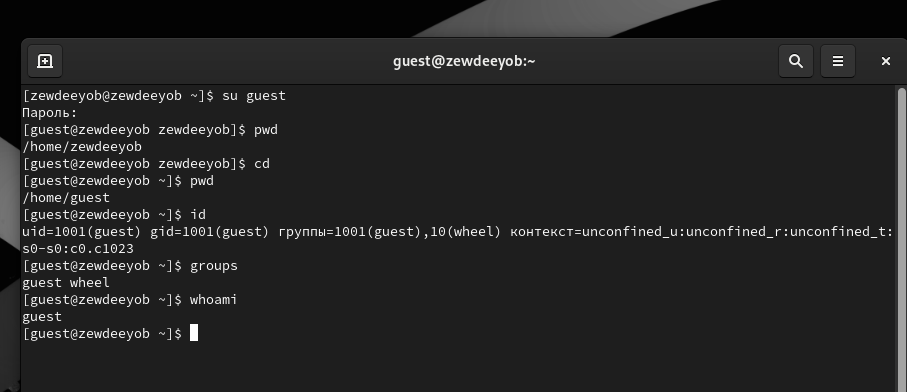 guest@zewdeeyob:~
[zewdeeyob@zewdeeyob ~]$ su guest
Пароль:
[guest@zewdeeyob zewdeeyob]$ pwd
/home/zewdeeyob
[guest@zewdeeyob zewdeeyob]$ cd
[guest@zewdeeyob ~]$ pwd
/home/guest
[guest@zewdeeyob ~]$ id
uid=1001(guest) gid=1001(guest) группы=1001(guest),10(wheel) контекст=unconfined_u:unconfined_r:unconfined_t:
s0-s0:c0.c1023
[guest@zewdeeyob ~]$ groups
guest wheel
[guest@zewdeeyob ~]$ whoami
guest
[guest@zewdeeyob ~]$